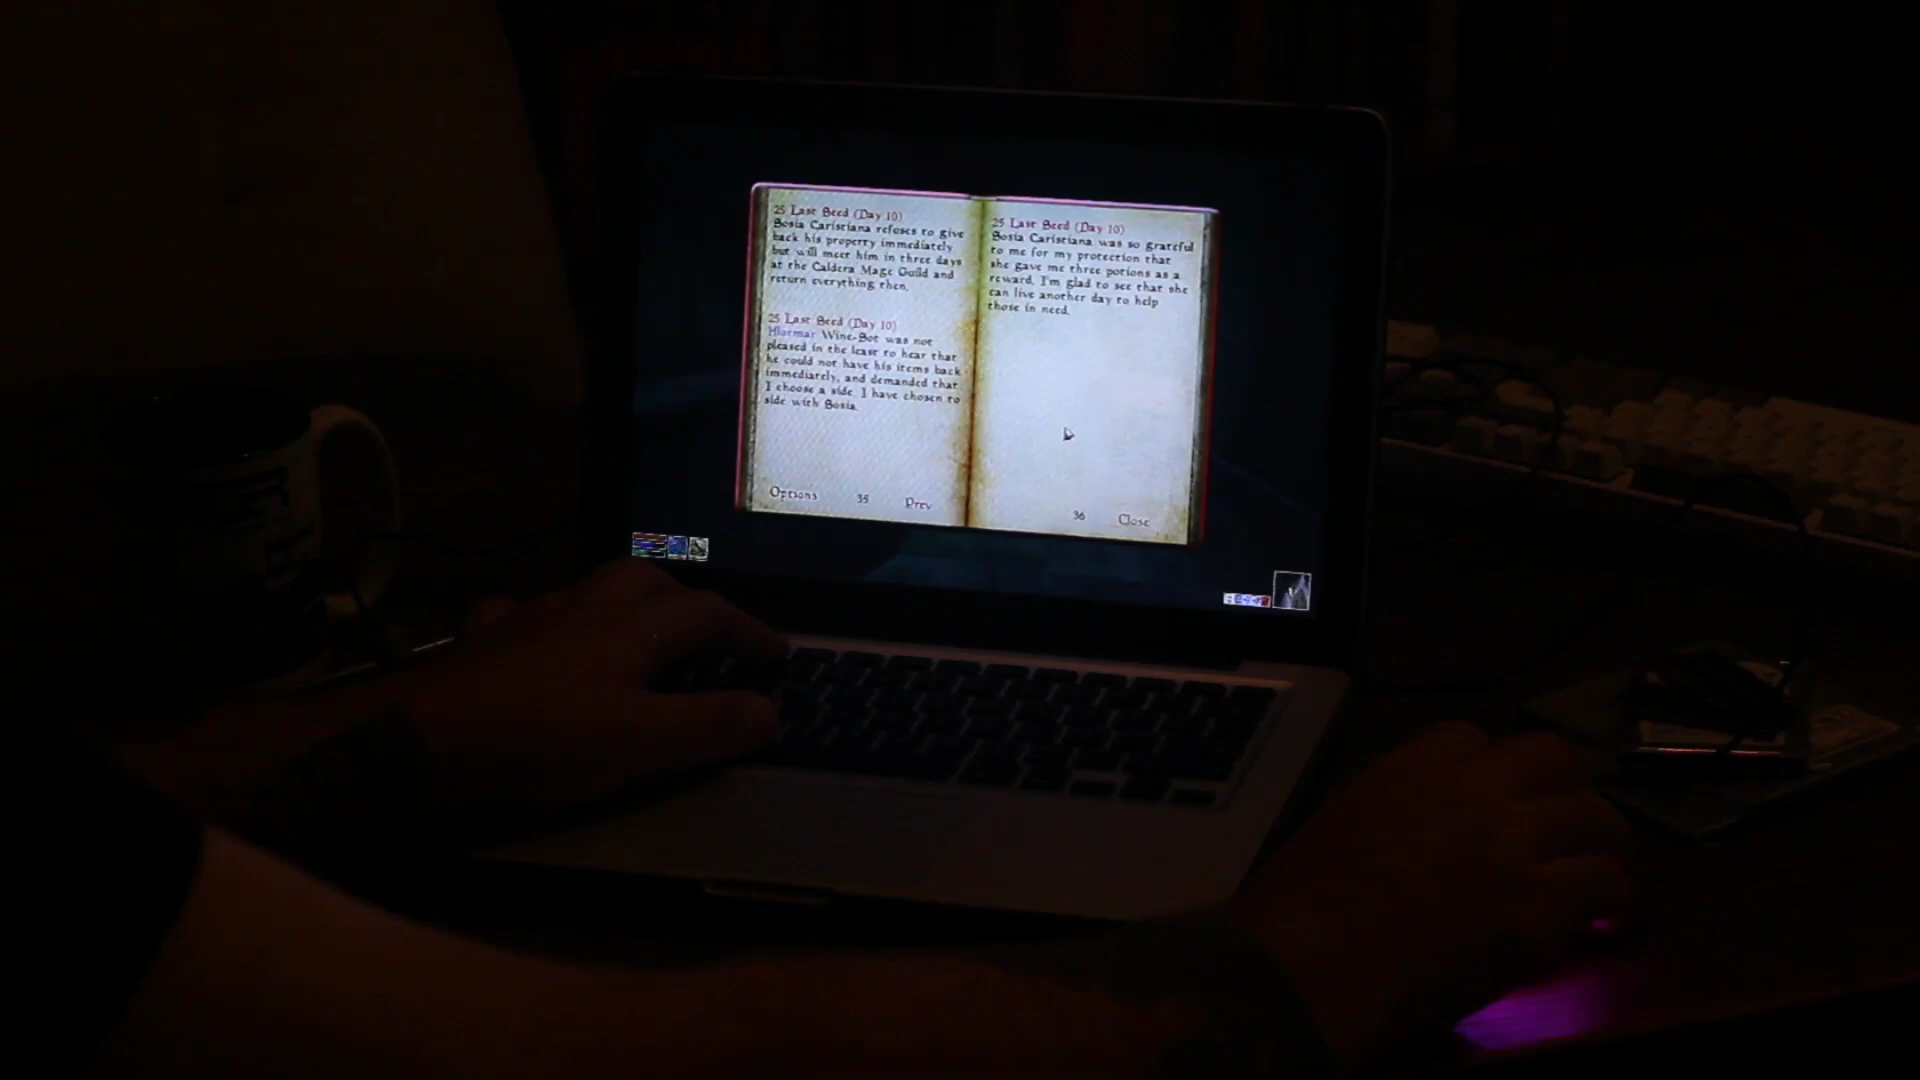 25 Last Seed (Day 10)
Sosia Caristiana refuses to give
back his property immediately
but will meet him in three days
at the Caldera Mage Guild and
return everything then.
25 Last Seed (Day 10)
Hlormar Wine-Sot was not
pleased in the least to hear that
he could not have his items back
immediately, and demanded that
I choose a side. I have chosen to
side with Sosia.
Options
35
Prev
25 Last Seed (Day 10)
Sosia Caristiana was so grateful
to me for my protection that
she gave me three potions as a
reward. I'm glad to see that she
can live another day to help
those in need.
36
Close